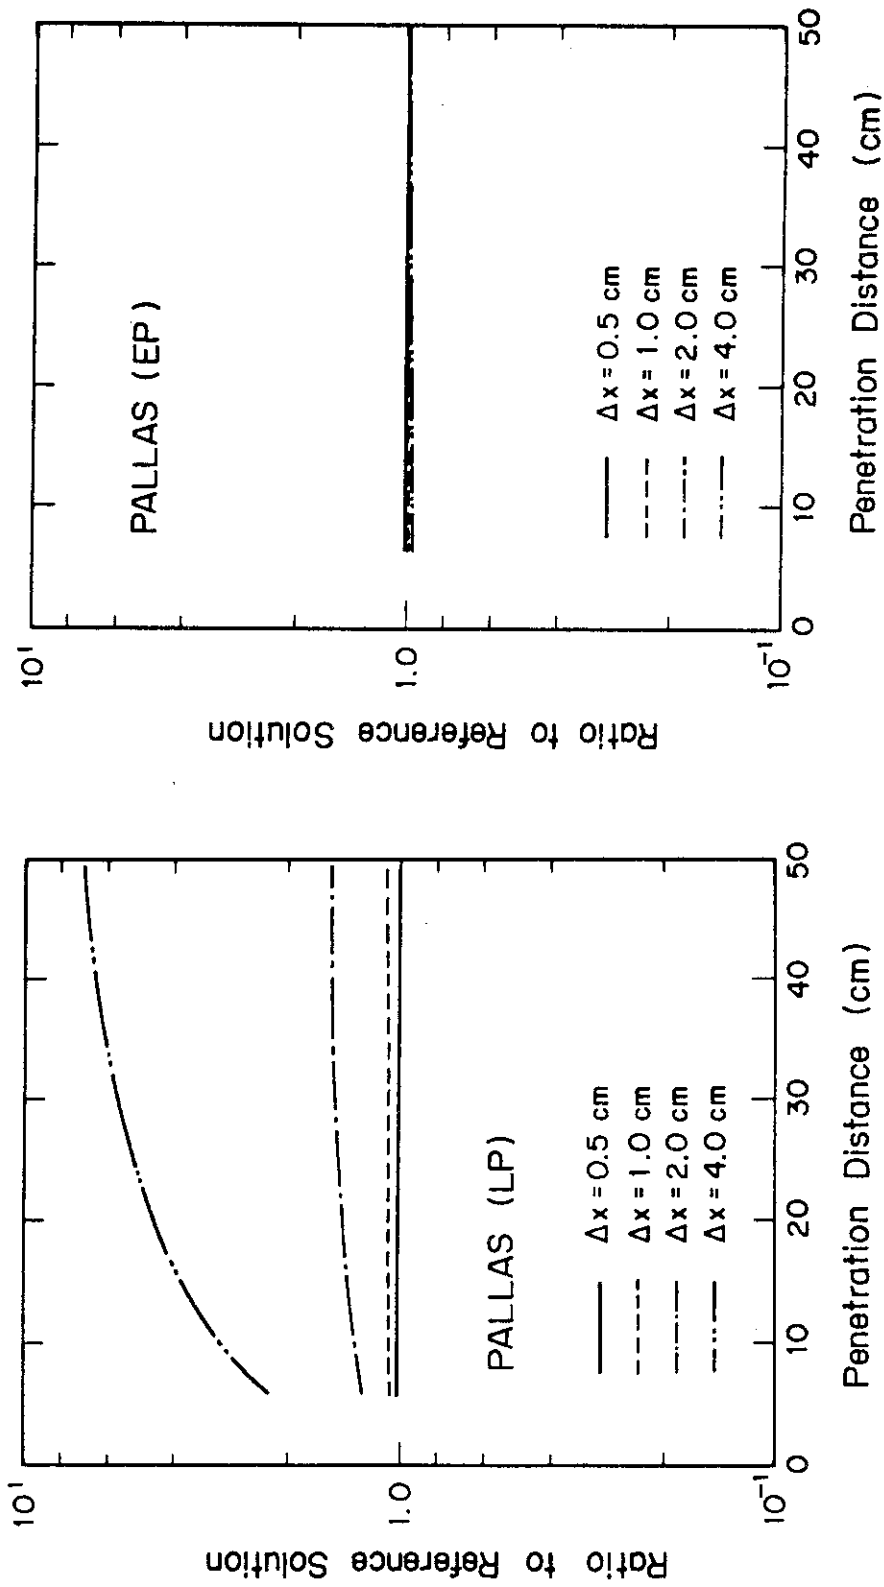 Ratio to Reference Solution
10¹
1.0
10⁻¹
PALLAS (LP)
Δx = 0.5 cm
Δx = 1.0 cm
Δx = 2.0 cm
Δx = 4.0 cm
0 10 20 30 40 50
Penetration Distance (cm)
Ratio to Reference Solution
10¹
1.0
10⁻¹
PALLAS (EP)
Δx = 0.5 cm
Δx = 1.0 cm
Δx = 2.0 cm
Δx = 4.0 cm
0 10 20 30 40 50
Penetration Distance (cm)